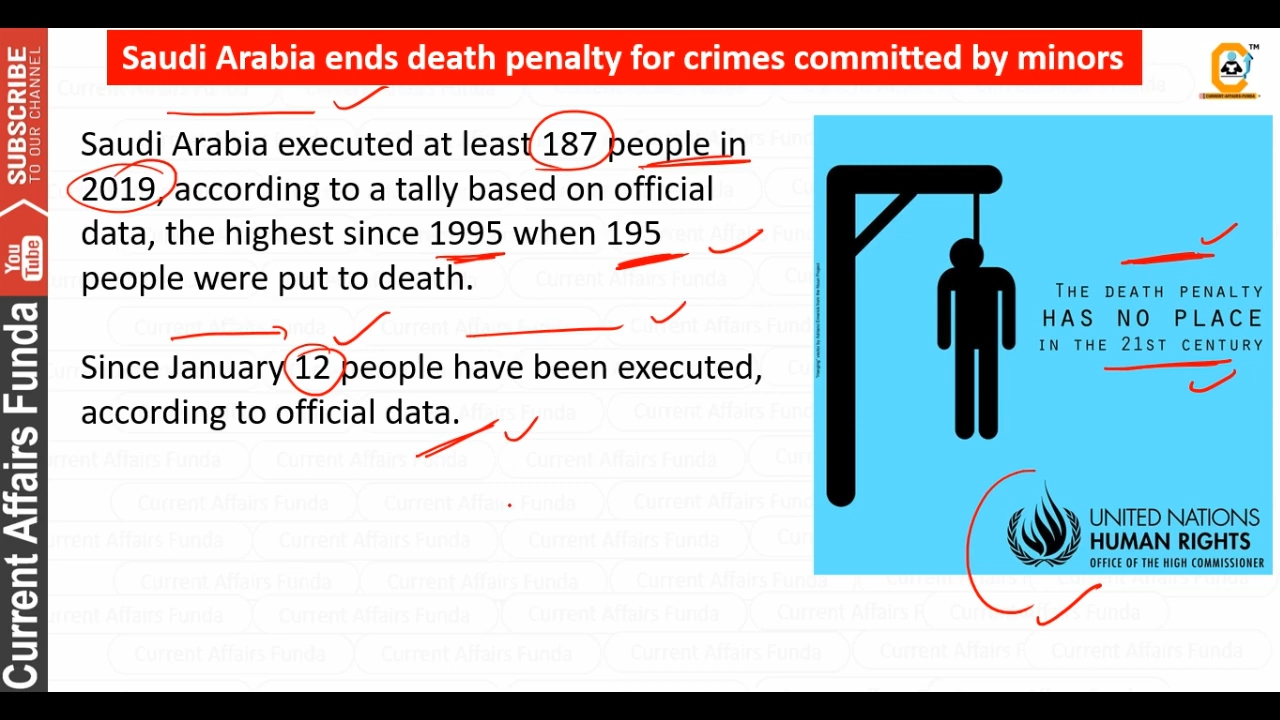 Saudi Arabia ends death penalty for crimes committed by minors
TM
CURRENT AFFAIRS FUNDA
SUBSCRIBE
TO OUR CHANNEL
You
Tube
Current Affairs Funda
Saudi Arabia executed at least 187 people in
2019, according to a tally based on official
data, the highest since 1995 when 195
people were put to death.
Since January 12 people have been executed,
according to official data.
THE DEATH PENALTY
HAS NO PLACE
IN THE 21ST CENTURY
UNITED NATIONS
HUMAN RIGHTS
OFFICE OF THE HIGH COMMISSIONER